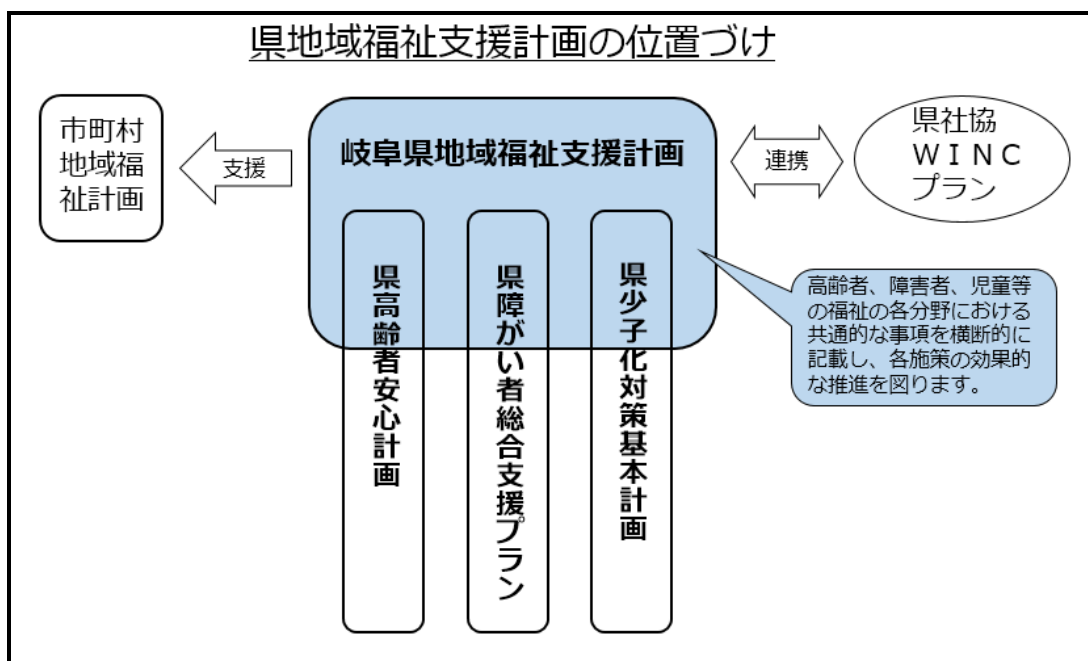 県地域福祉支援計画の位置づけ
市町村
地域福
祉計画
支援
岐阜県地域福祉支援計画
連携
県社協
ＷＩＮＣ
プラン
県高齢者安心計画
県障がい者総合支援プラン
県少子化対策基本計画
高齢者、障害者、児童等
の福祉の各分野における
共通的な事項を横断的に
記載し、各施策の効果的
な推進を図ります。